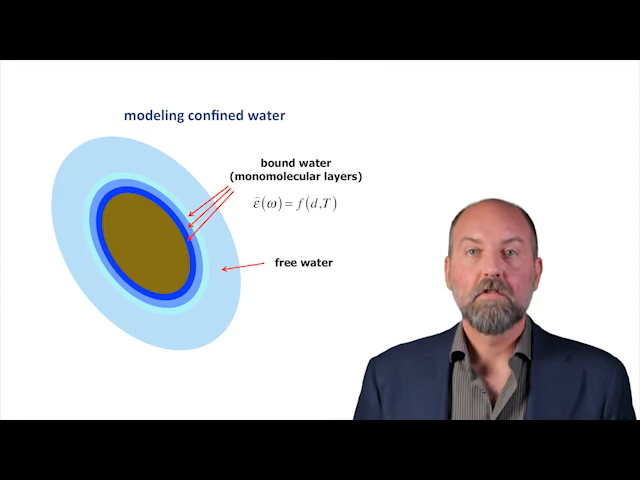 modeling confined water
bound water
(monomolecular layers)
ε̂(ω)= f(d,T)
free water